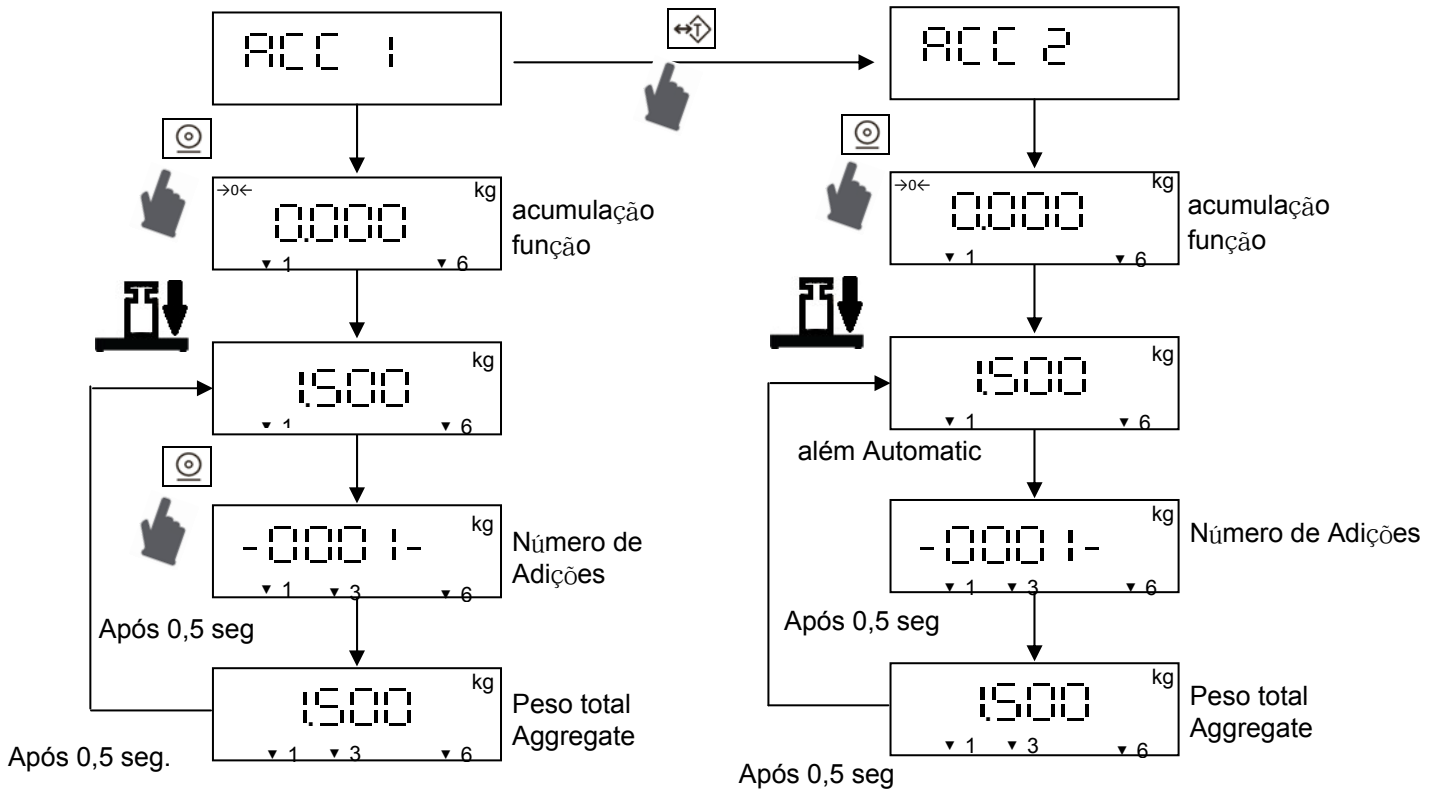 ACC 1
T
ACC 2
→0←
kg
0.000
▼ 1 ▼ 6
acumulação
função
kg
1.500
▼ 1 ▼ 6
kg
-0001-
▼ 1 ▼ 3 ▼ 6
Número de
Adições
Após 0,5 seg
kg
1.500
▼ 1 ▼ 3 ▼ 6
Peso total
Aggregate
Após 0,5 seg.
→0←
kg
0.000
▼ 1 ▼ 6
acumulação
função
kg
1.500
▼ 1 ▼ 6
além Automatic
kg
-0001-
▼ 1 ▼ 3 ▼ 6
Número de Adições
Após 0,5 seg
kg
1.500
▼ 1 ▼ 3 ▼ 6
Peso total
Aggregate
Após 0,5 seg